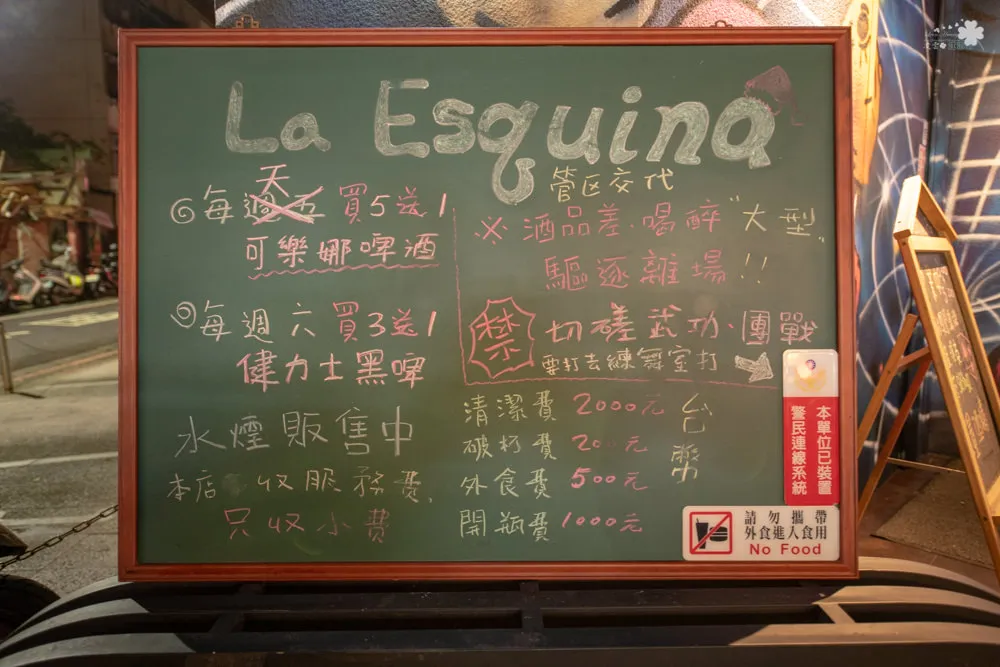 La Esquina
天
每週五 買5送1
可樂娜啤酒
每週六買3送1
健力士黑啤
水煙販售中
本店 收服務費、
只收小費
管区交代
※ 酒品差.喝醉"大型"
驅逐離場!!
禁 切磋武功.團戰
要打去練舞室打
清潔費 2000元
破杯費 200元
外食費 500元
開瓶費 1000元
台幣
本單位已裝置
警民連線系統
請勿攜帶
外食進入食用
No Food